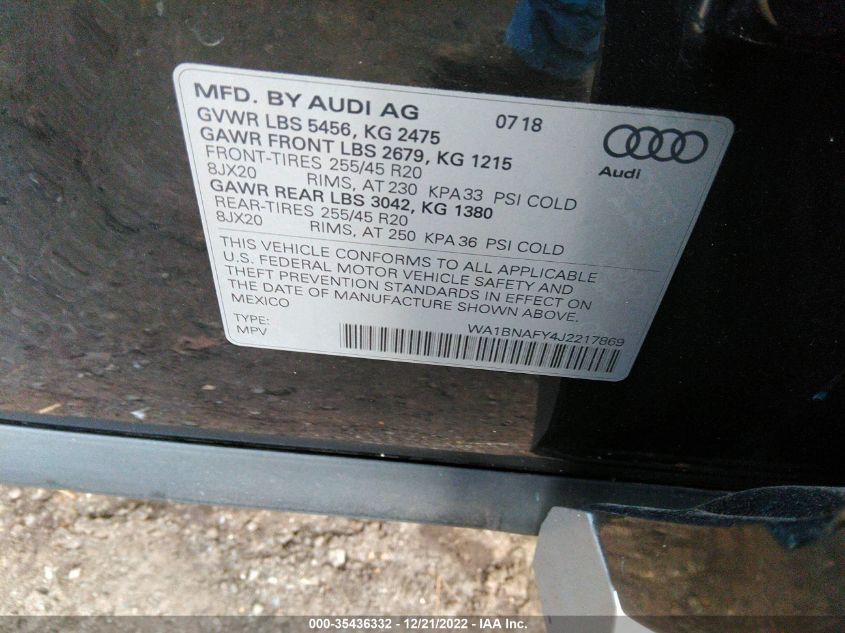 MFD. BY AUDI AG 07 18
GVWR LBS 5456, KG 2475
GAWR FRONT LBS 2679, KG 1215
FRONT-TIRES 255/45 R20
8JX20 RIMS, AT 230 KPA 33 PSI COLD
GAWR REAR LBS 3042, KG 1380
REAR-TIRES 255/45 R20
8JX20 RIMS, AT 250 KPA 36 PSI COLD
Audi
THIS VEHICLE CONFORMS TO ALL APPLICABLE
U.S. FEDERAL MOTOR VEHICLE SAFETY AND
THEFT PREVENTION STANDARDS IN EFFECT ON
THE DATE OF MANUFACTURE SHOWN ABOVE.
MEXICO
TYPE:
MPV WA1BNAFY4J2217869
000-35436332 - 12/21/2022 - IAA Inc.